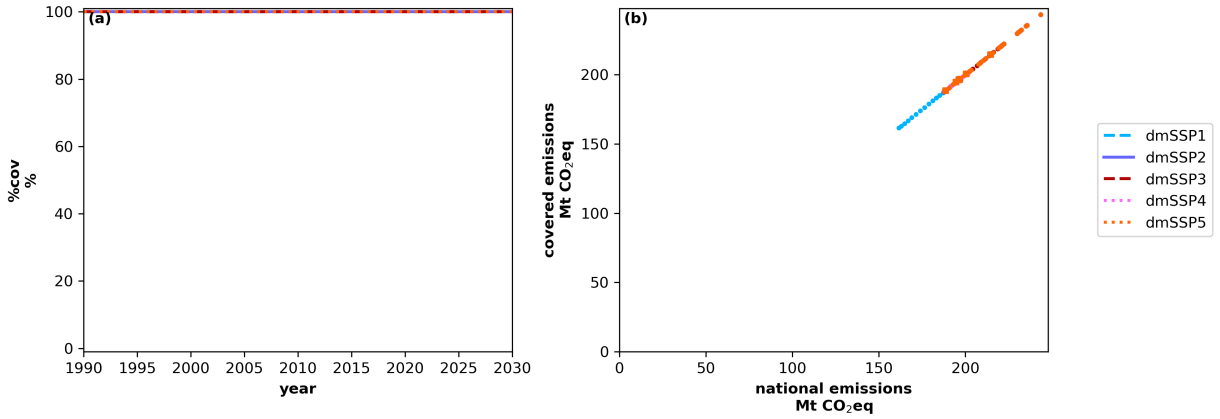 (a)
100
80
60
40
20
0
%cov
%
1990 1995 2000 2005 2010 2015 2020 2025 2030
year
(b)
200
150
100
50
0
covered emissions
Mt CO₂eq
0 50 100 150 200
national emissions
Mt CO₂eq
dmSSP1
dmSSP2
dmSSP3
dmSSP4
dmSSP5